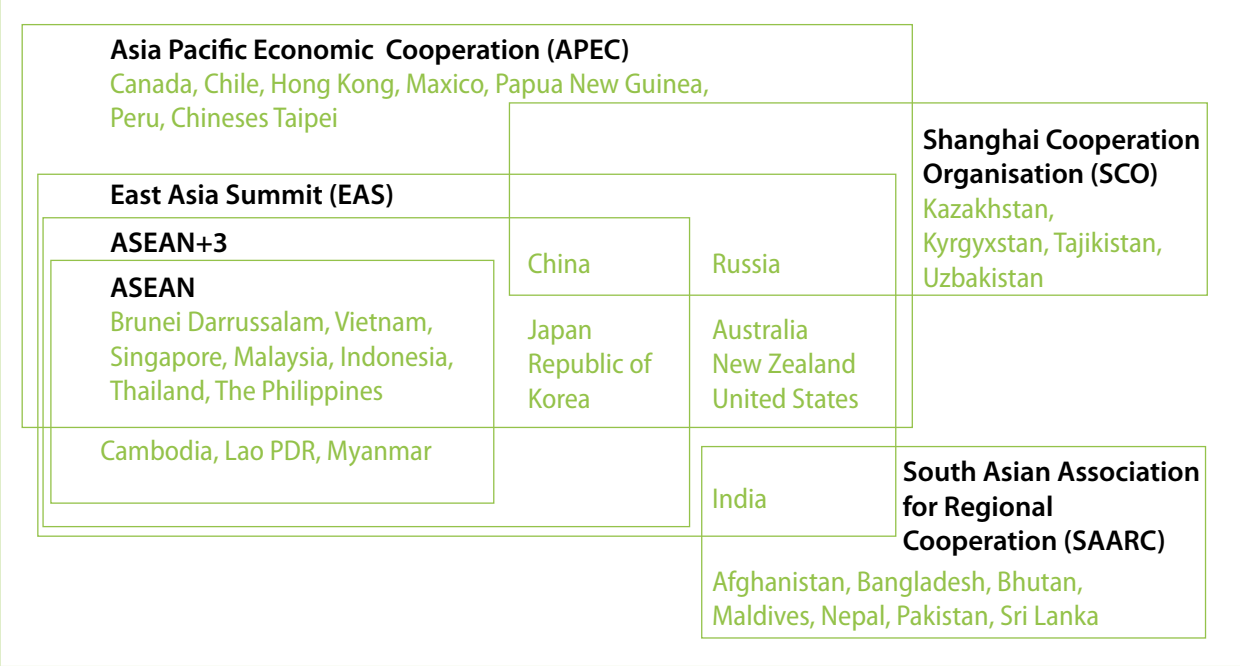 Asia Pacific Economic Cooperation (APEC)
Canada, Chile, Hong Kong, Maxico, Papua New Guinea,
Peru, Chineses Taipei
Shanghai Cooperation
Organisation (SCO)
Kazakhstan,
Kyrgyxstan, Tajikistan,
Uzbakistan
East Asia Summit (EAS)
ASEAN+3
China
Russia
ASEAN
Brunei Darrussalam, Vietnam,
Singapore, Malaysia, Indonesia,
Thailand, The Philippines
Japan
Republic of
Korea
Australia
New Zealand
United States
Cambodia, Lao PDR, Myanmar
India
South Asian Association
for Regional
Cooperation (SAARC)
Afghanistan, Bangladesh, Bhutan,
Maldives, Nepal, Pakistan, Sri Lanka